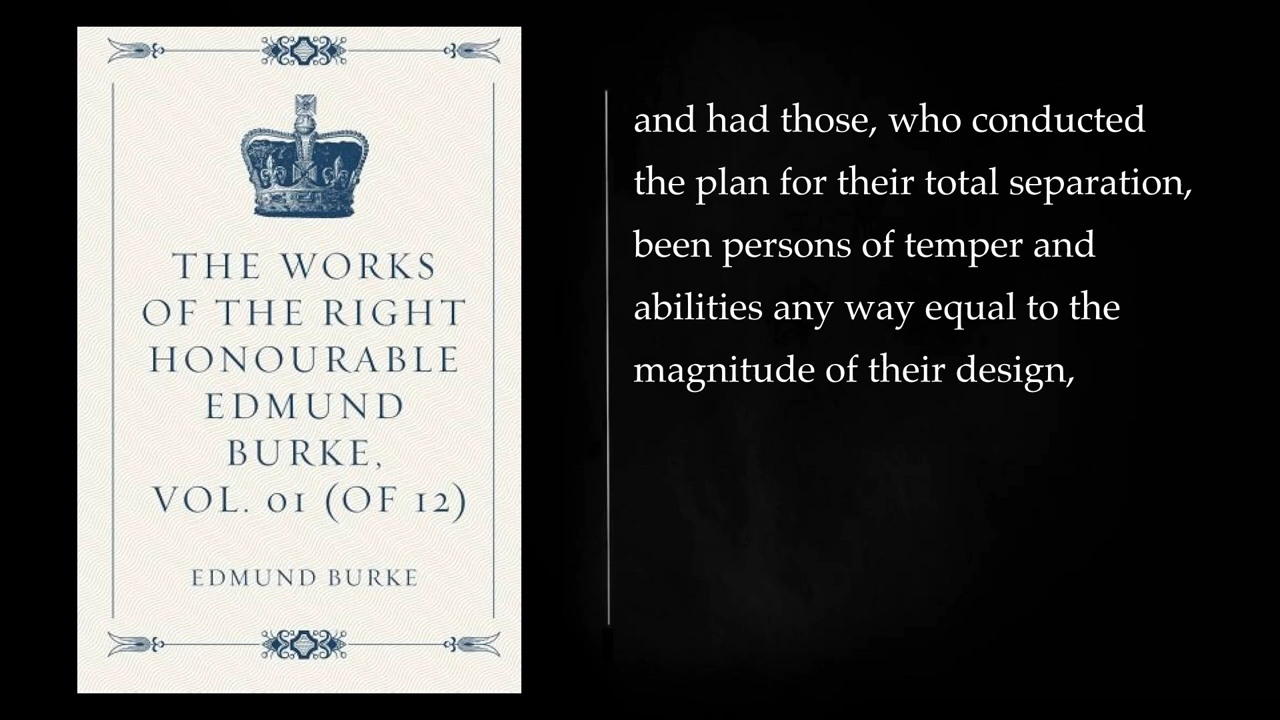 THE WORKS
OF THE RIGHT
HONOURABLE
EDMUND
BURKE,
VOL. 01 (OF 12)
EDMUND BURKE
and had those, who conducted
the plan for their total separation,
been persons of temper and
abilities any way equal to the
magnitude of their design,